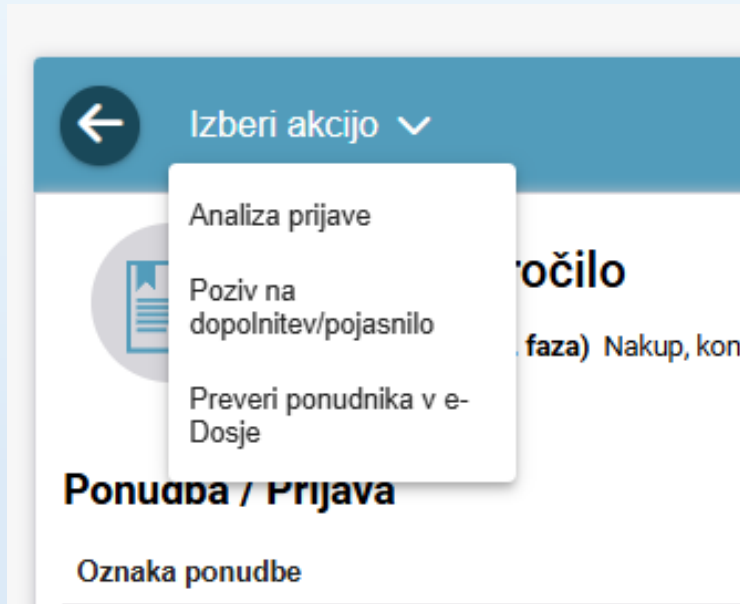 Izberi akcijo
Analiza prijave
Poziv na
dopolnitev/pojasnilo
Preveri ponudnika v e-
Dosje
ročilo
faza) Nakup, kon
Ponudba / Prijava
Oznaka ponudbe